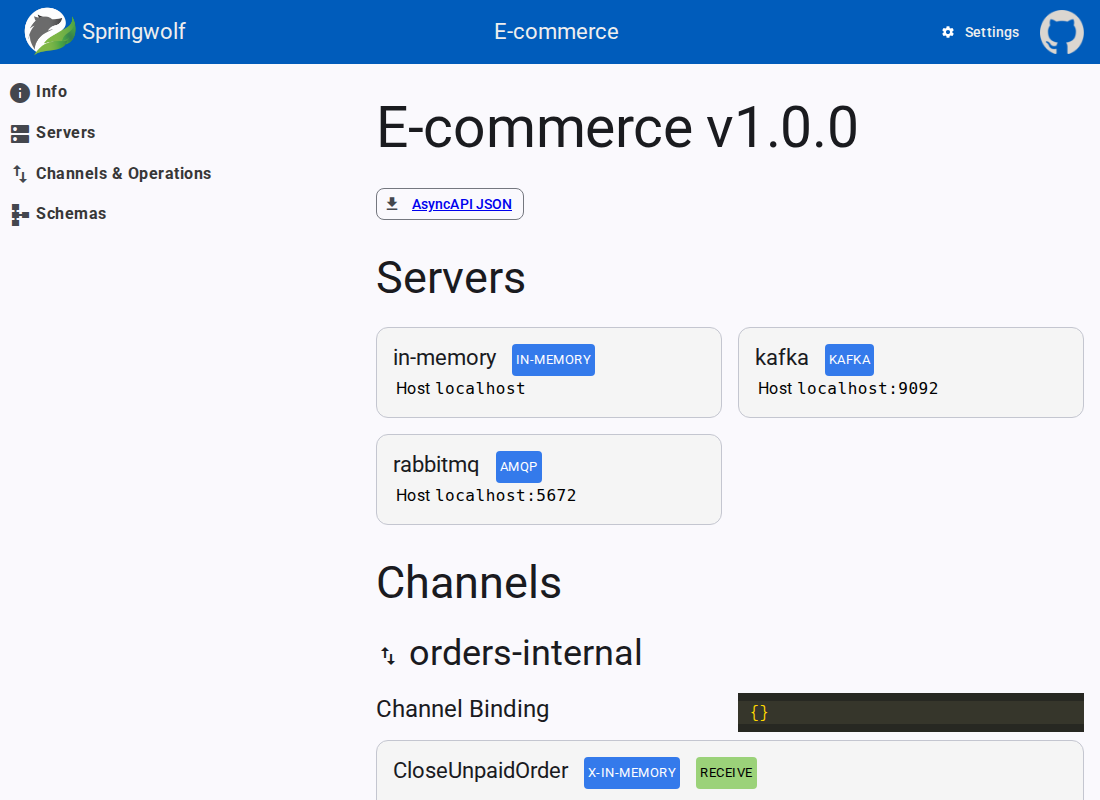 Springwolf
E-commerce
Settings
Info
Servers
Channels & Operations
Schemas
E-commerce v1.0.0
AsyncAPI JSON
Servers
in-memory IN-MEMORY
Host localhost
kafka KAFKA
Host localhost:9092
rabbitmq AMQP
Host localhost:5672
Channels
orders-internal
Channel Binding
{}
CloseUnpaidOrder X-IN-MEMORY RECEIVE